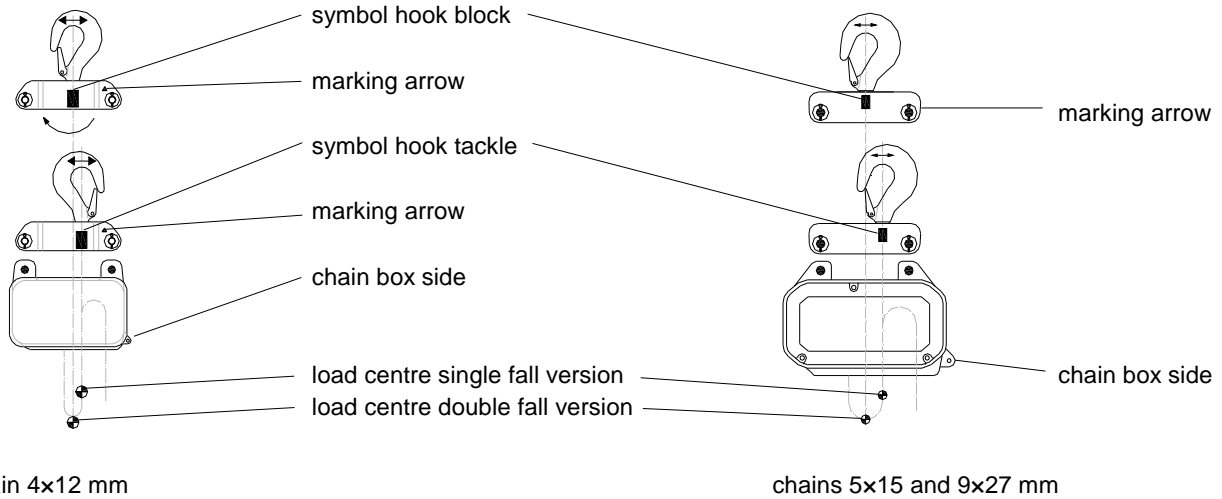 symbol hook block
marking arrow
marking arrow
symbol hook tackle
marking arrow
chain box side
load centre single fall version
chain box side
load centre double fall version
in 4×12 mm
chains 5×15 and 9×27 mm